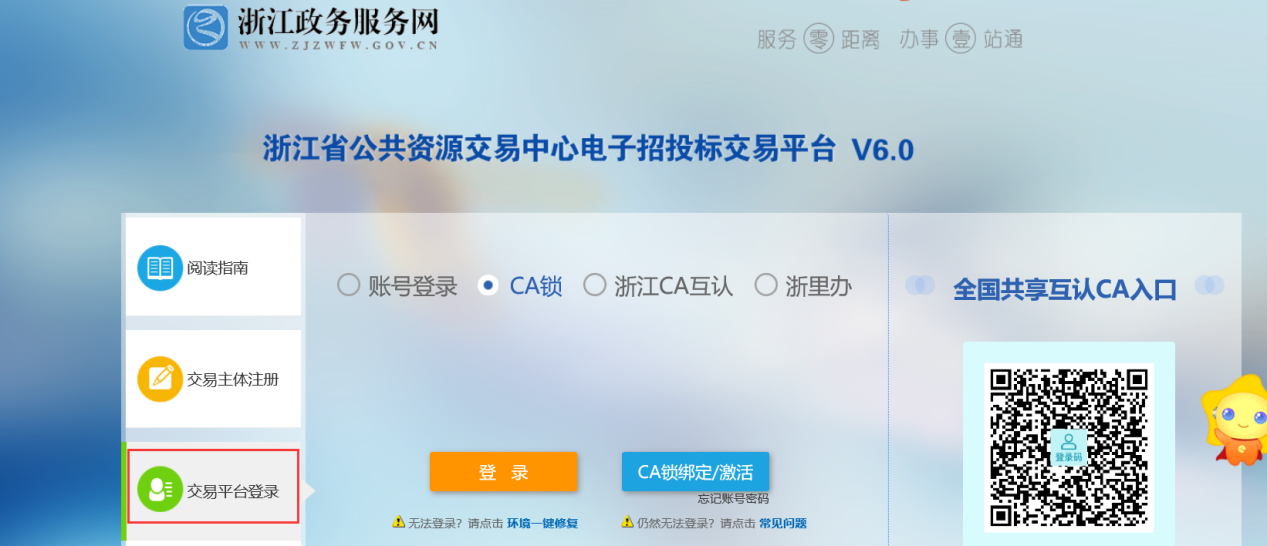 浙江政务服务网
WWW.ZJZWFW.GOV.CN
服务 零 距离 办事 壹 站通
浙江省公共资源交易中心电子招投标交易平台 V6.0
阅读指南
交易主体注册
交易平台登录
账号登录 CA锁 浙江CA互认 浙里办
登 录 CA锁绑定/激活
忘记账号密码
无法登录?请点击 环境一键修复 仍然无法登录?请点击 常见问题
全国共享互认CA入口
登录码